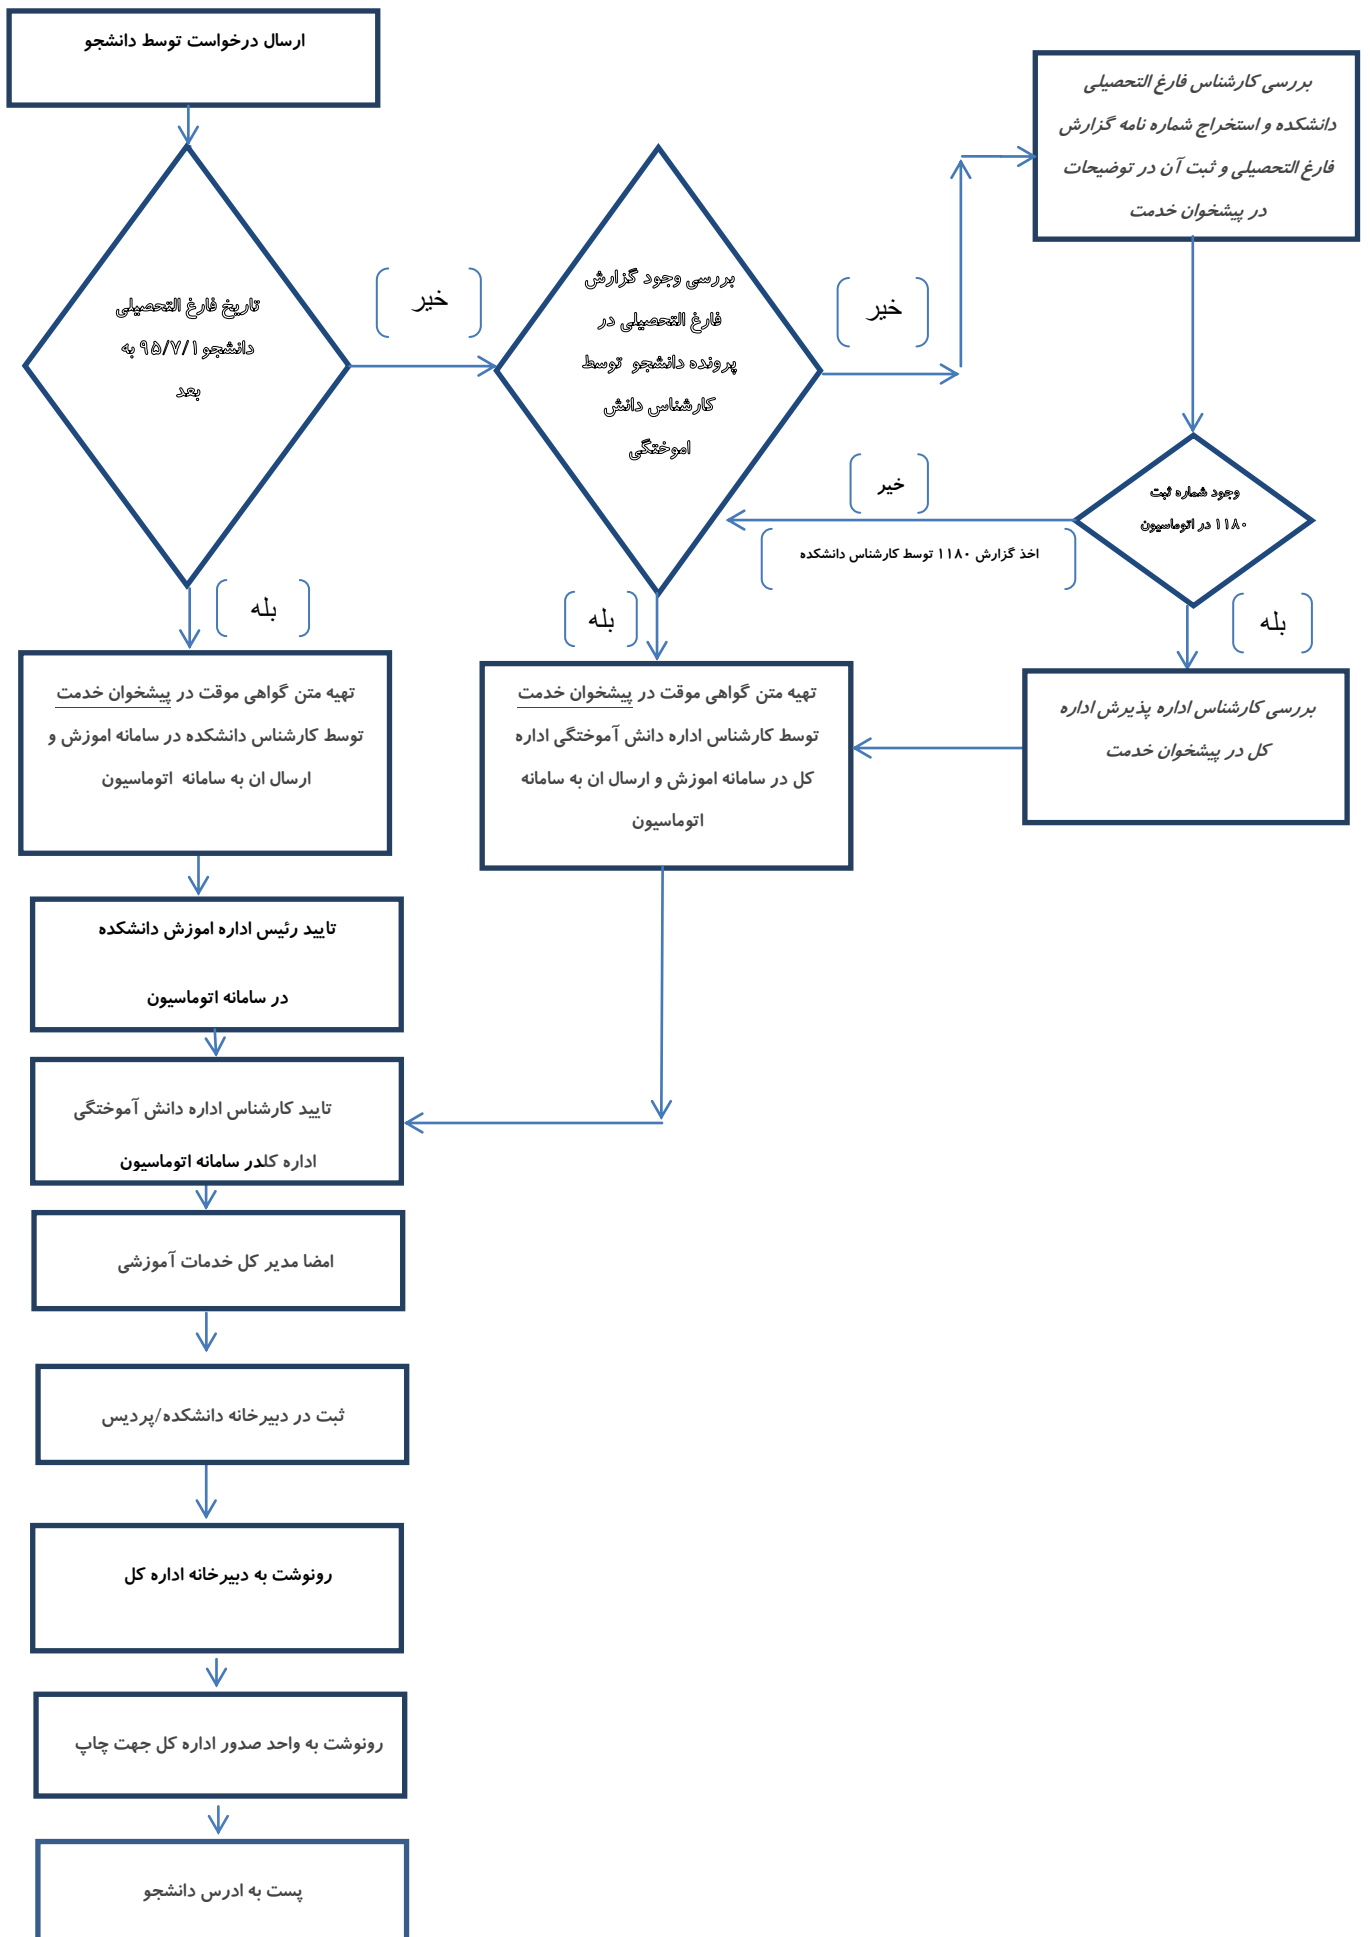 ارسال درخواست توسط دانشجو
بررسی کارشناس فارغ التحصیلی
دانشکده و استخراج شماره نامه گزارش
فارغ التحصیلی و ثبت آن در توضیحات
در پیشخوان خدمت
تاریخ فارغ التحصیلی
دانشجو ۹۵/۷/۱ به
بعد
خیر
بررسی وجود گزارش
فارغ التحصیلی در
پرونده دانشجو توسط
کارشناس دانش
اموختگی
خیر
وجود شماره ثبت
۱۱۸۰ در اتوماسیون
خیر
اخذ گزارش ۱۱۸۰ توسط کارشناس دانشکده
بله
بله
بله
تهیه متن گواهی موقت در پیشخوان خدمت
توسط کارشناس دانشکده در سامانه اموزش و
ارسال ان به سامانه اتوماسیون
تهیه متن گواهی موقت در پیشخوان خدمت
توسط کارشناس اداره دانش آموختگی اداره
کل در سامانه اموزش و ارسال ان به سامانه
اتوماسیون
بررسی کارشناس اداره پذیرش اداره
کل در پیشخوان خدمت
تایید رئیس اداره اموزش دانشکده
در سامانه اتوماسیون
تایید کارشناس اداره دانش آموختگی
اداره کلدر سامانه اتوماسیون
امضا مدیر کل خدمات آموزشی
ثبت در دبیرخانه دانشکده/پردیس
رونوشت به دبیرخانه اداره کل
رونوشت به واحد صدور اداره کل جهت چاپ
پست به ادرس دانشجو